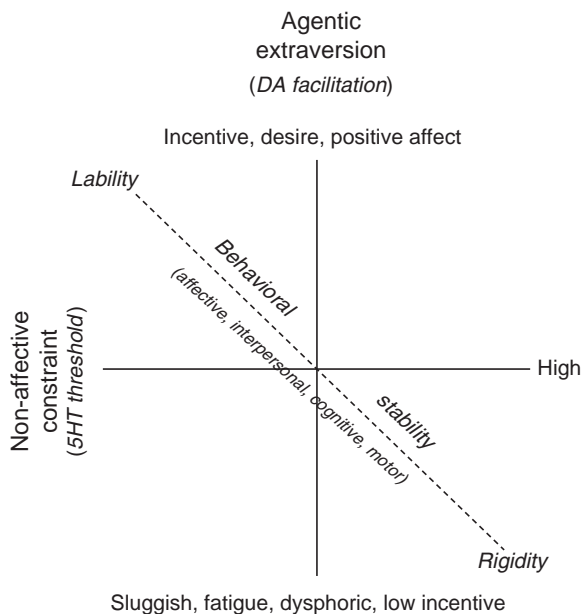 Agentic
extraversion
(DA facilitation)
Incentive, desire, positive affect
Lability
Behavioral
(affective, interpersonal, cognitive, motor)
stability
Non-affective
constraint
(5HT threshold)
High
Rigidity
Sluggish, fatigue, dysphoric, low incentive